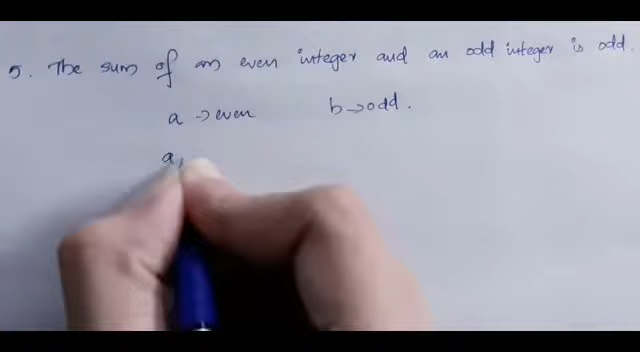 5. The sum of an even integer and an odd integer is odd.
a → even b → odd.
a